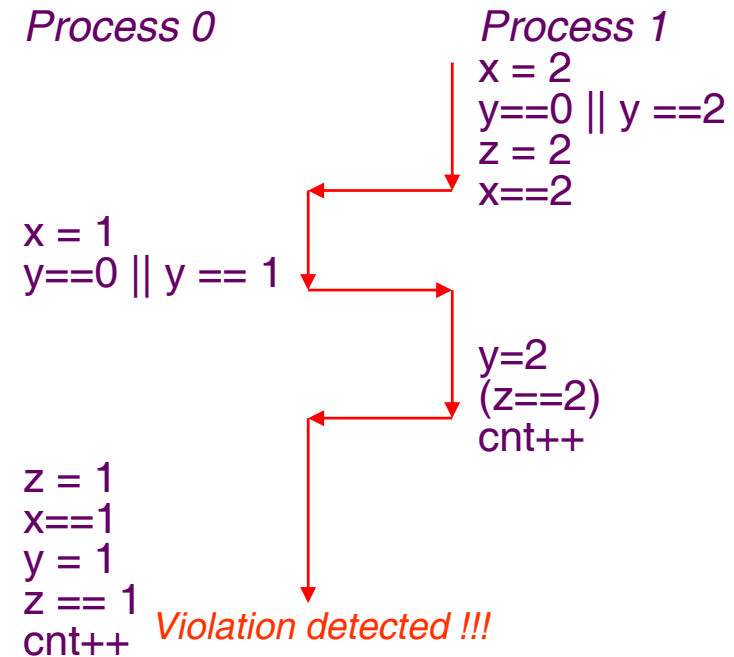 Process 0
Process 1
x = 2
y==0 || y ==2
z = 2
x==2
x = 1
y==0 || y == 1
y=2
(z==2)
cnt++
z = 1
x==1
y = 1
z == 1
cnt++
Violation detected !!!